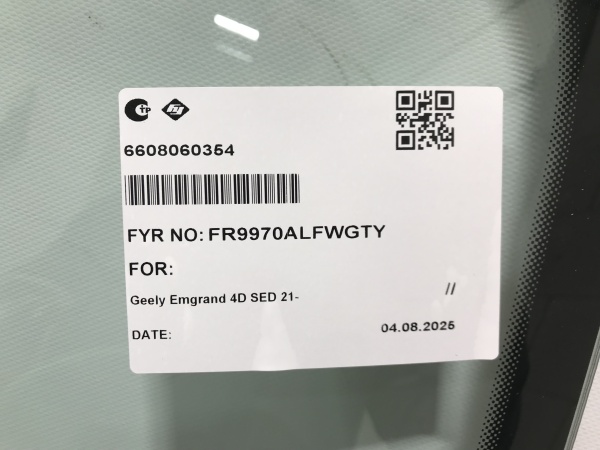 6608060354
FYR NO: FR9970ALFWGTY
FOR:
Geely Emgrand 4D SED 21- //
DATE: 04.08.2025